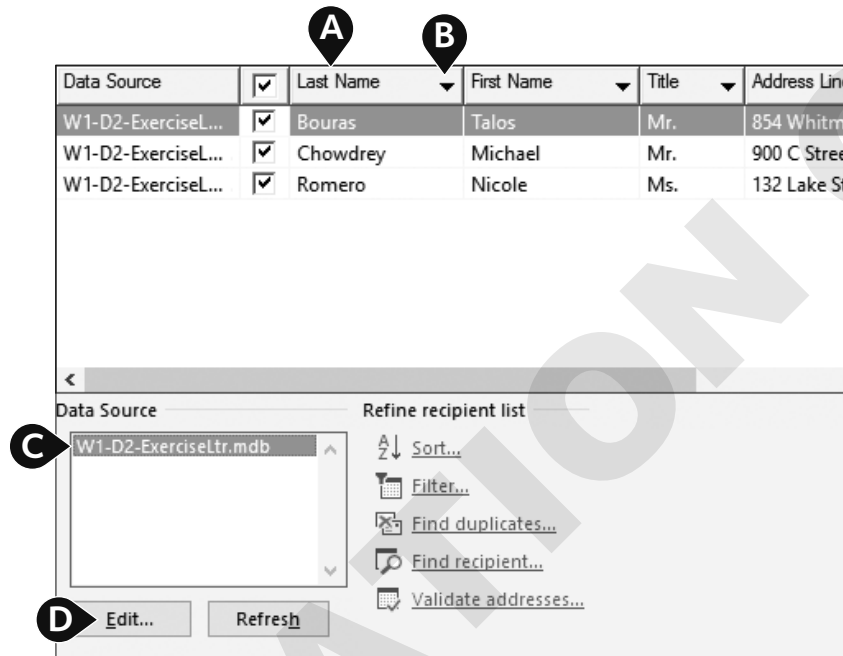 A
B
Data Source Last Name First Name Title Address Lin
W1-D2-ExerciseL... Bouras Talos Mr. 854 Whitm
W1-D2-ExerciseL... Chowdrey Michael Mr. 900 C Stree
W1-D2-ExerciseL... Romero Nicole Ms. 132 Lake St
Data Source Refine recipient list
C W1-D2-ExerciseLtr.mdb
Sort...
Filter...
Find duplicates...
Find recipient...
Validate addresses...
D Edit... Refresh
ATION